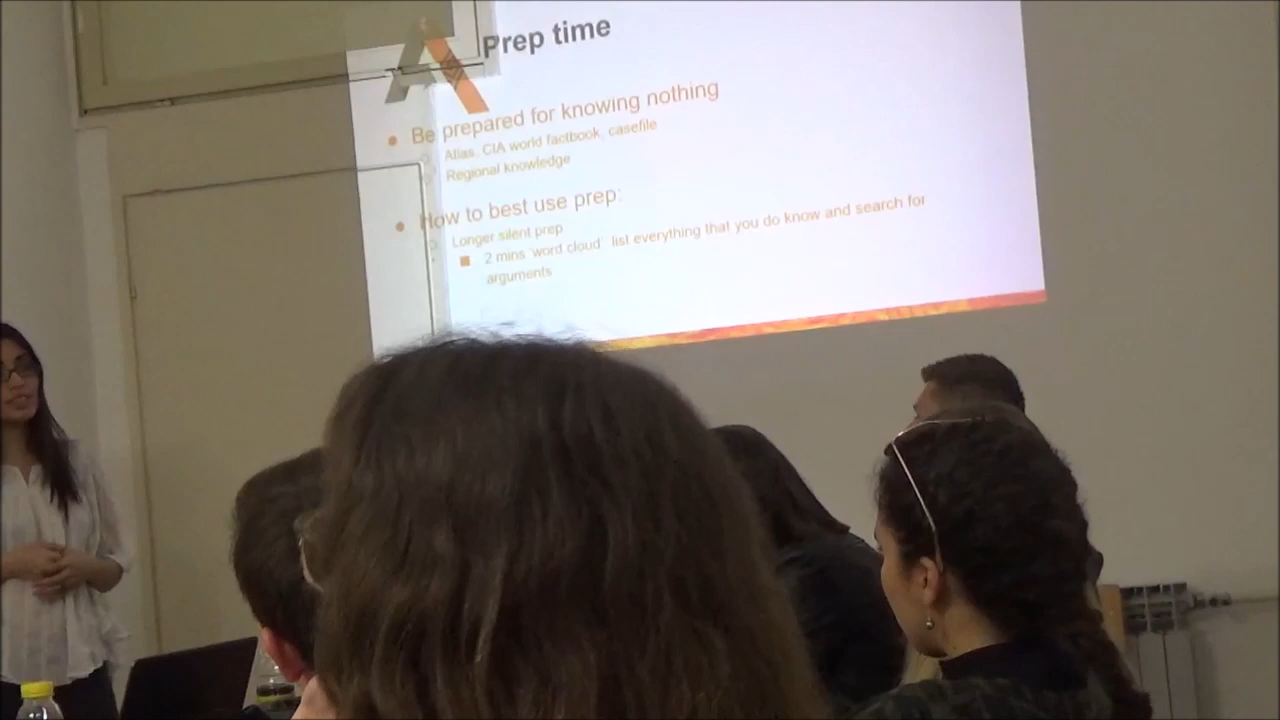 Prep time
Be prepared for knowing nothing
Atlas, CIA world factbook, casefile
Regional knowledge
How to best use prep:
Longer silent prep
2 mins 'word cloud' list everything that you do know and search for
arguments